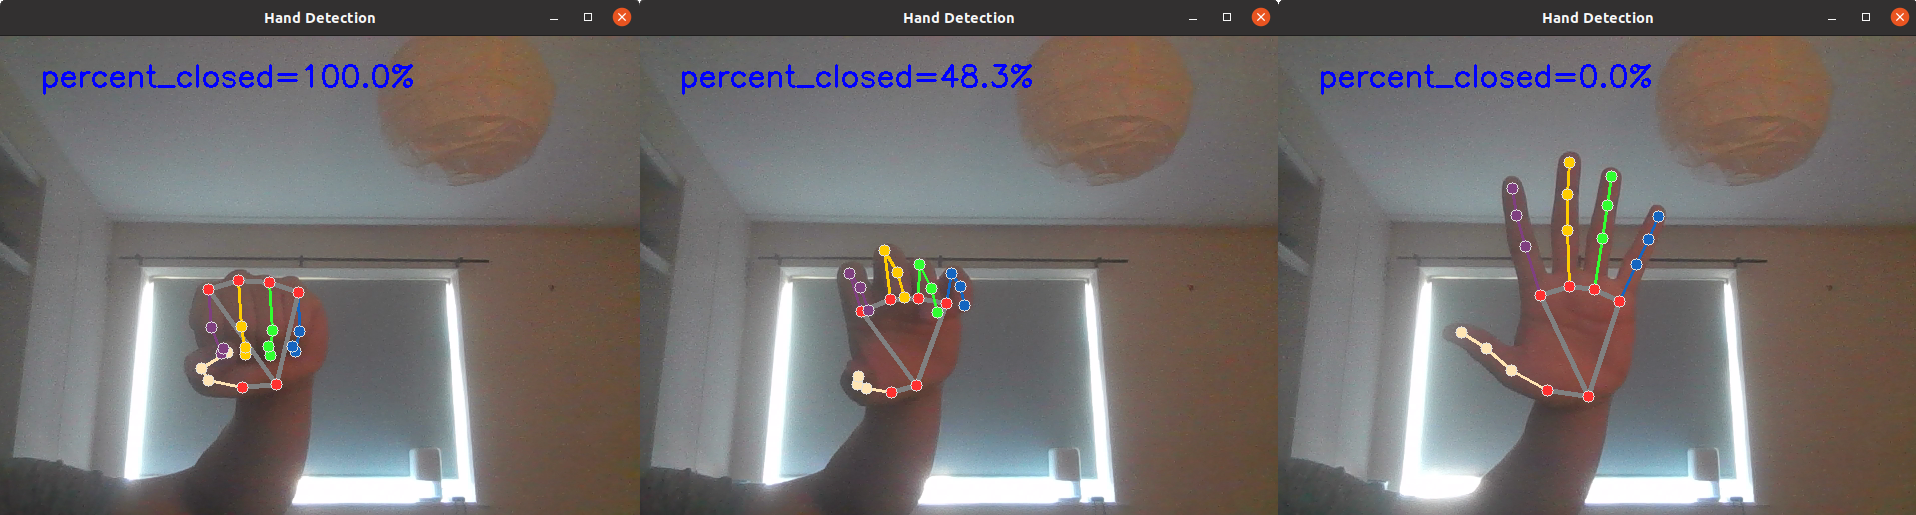 Hand Detection
percent_closed=100.0%
Hand Detection
percent_closed=48.3%
Hand Detection
percent_closed=0.0%